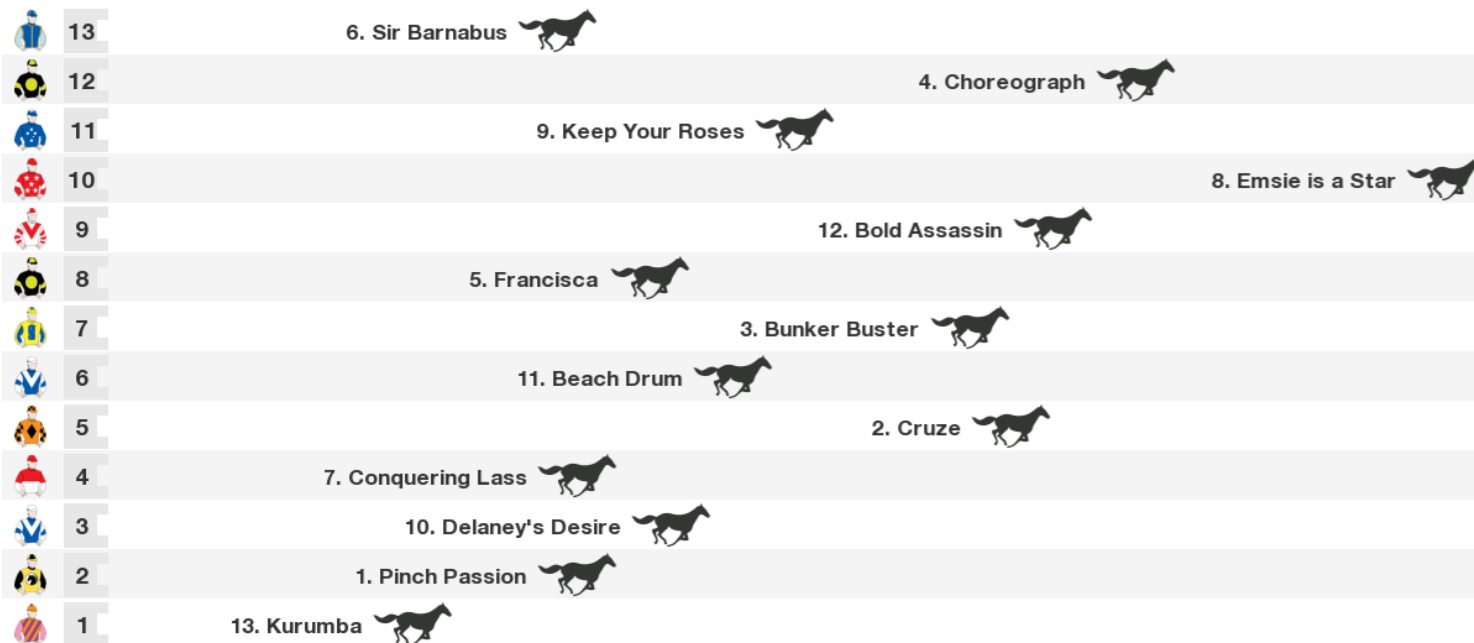 13 6. Sir Barnabus
12 4. Choreograph
11 9. Keep Your Roses
10 8. Emsie is a Star
9 12. Bold Assassin
8 5. Francisca
7 3. Bunker Buster
6 11. Beach Drum
5 2. Cruze
4 7. Conquering Lass
3 10. Delaney's Desire
2 1. Pinch Passion
1 13. Kurumba